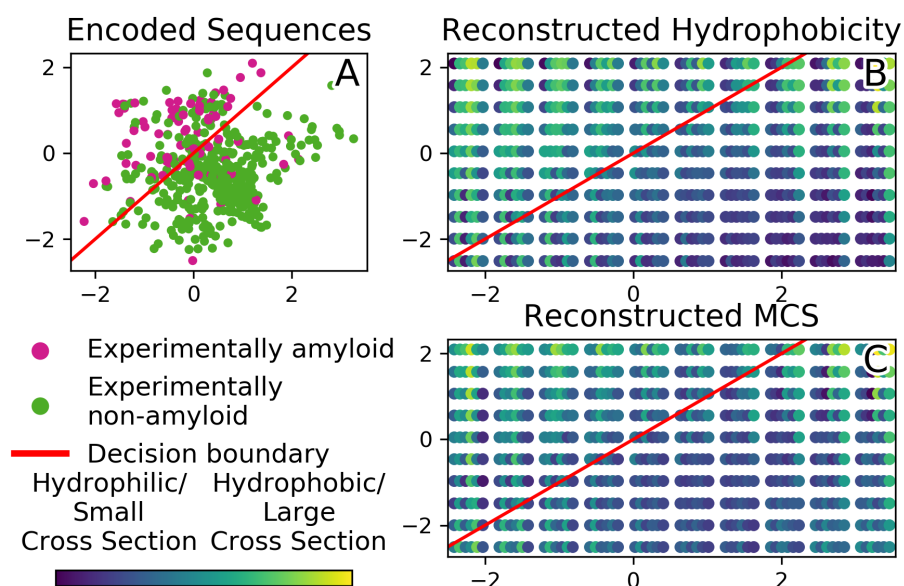 Encoded Sequences
A
2
0
−2
−2
0
2
Reconstructed Hydrophobicity
B
2
0
−2
−2
0
2
Reconstructed MCS
C
2
0
−2
−2
0
2
Experimentally amyloid
Experimentally
non-amyloid
Decision boundary
Hydrophilic/
Small
Cross Section
Hydrophobic/
Large
Cross Section